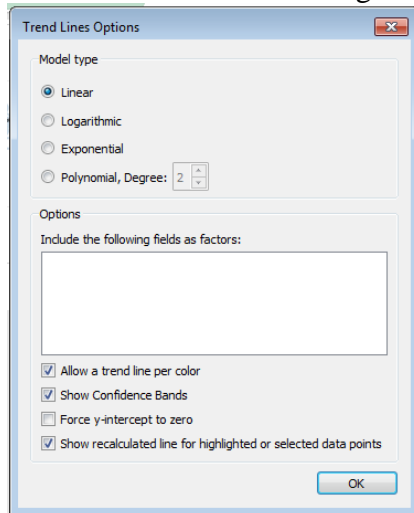 Trend Lines Options
Model type
Linear
Logarithmic
Exponential
Polynomial, Degree: 2
Options
Include the following fields as factors:
Allow a trend line per color
Show Confidence Bands
Force y-intercept to zero
Show recalculated line for highlighted or selected data points
OK